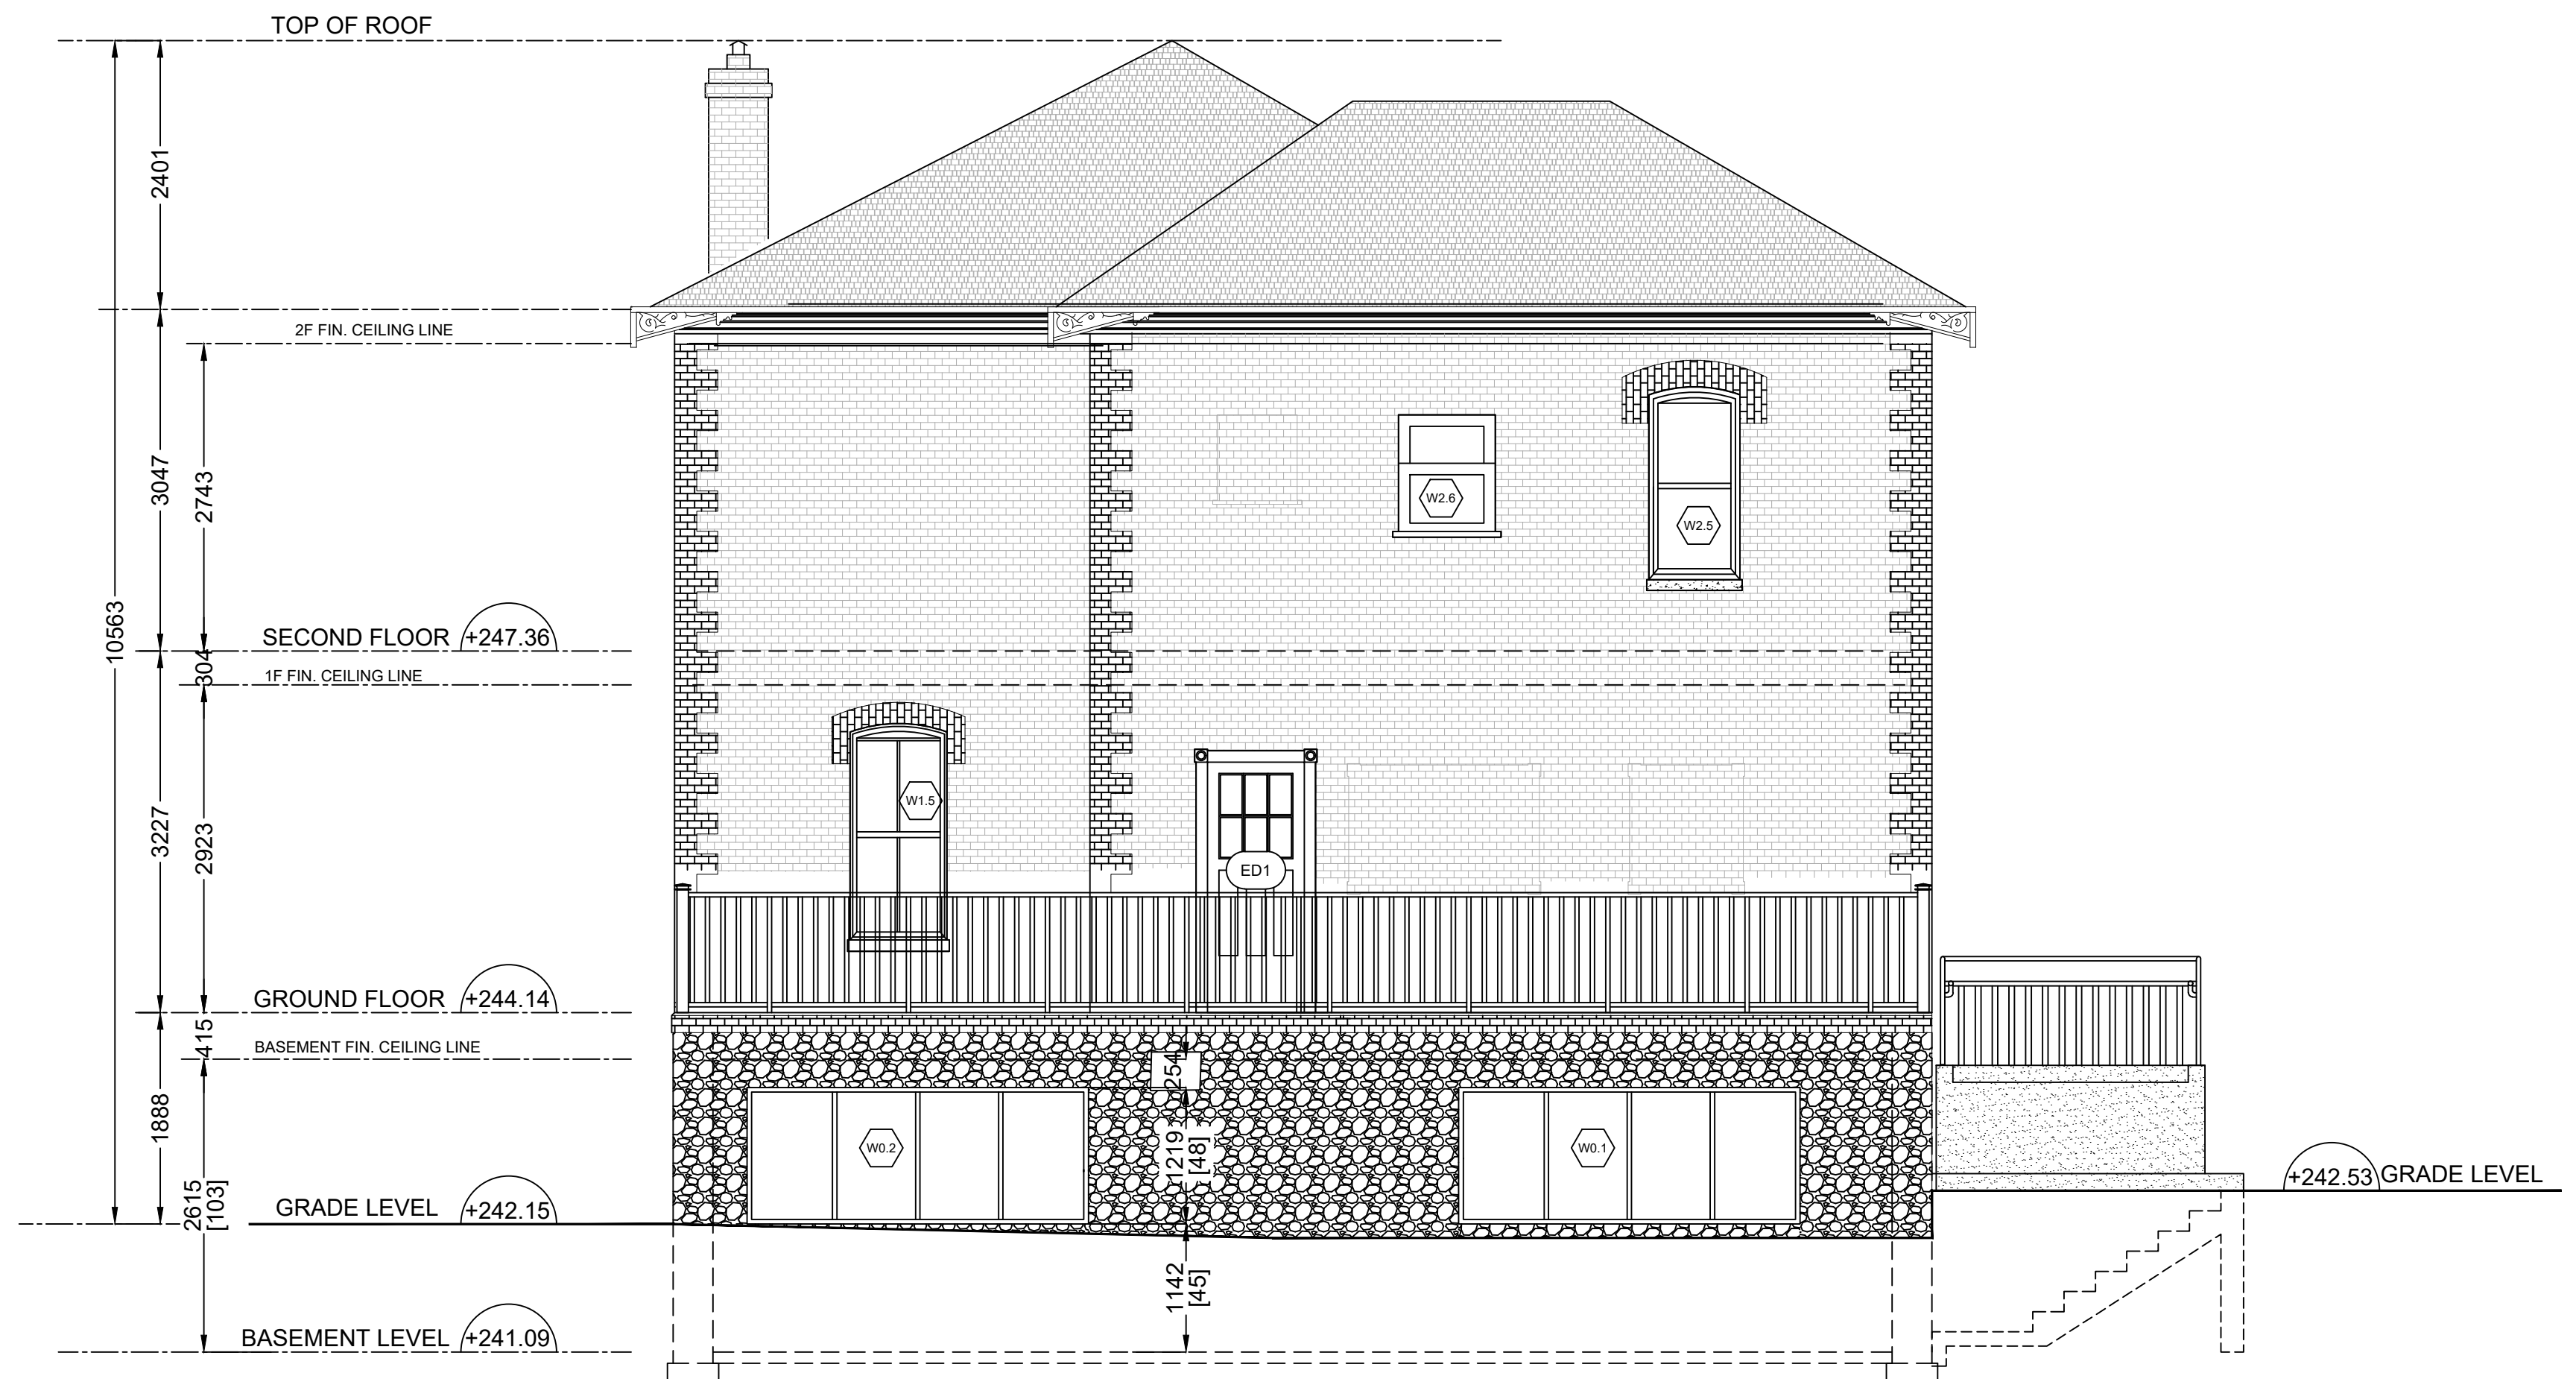 TOP OF ROOF
2401
2F FIN. CEILING LINE
3047
2743
W2.6
W2.5
10563
SECOND FLOOR +247.36
304
1F FIN. CEILING LINE
W1.5
3227
2923
ED1
GROUND FLOOR +244.14
415
BASEMENT FIN. CEILING LINE
254
1888
W0.2
1219
[48]
W0.1
+242.53 GRADE LEVEL
GRADE LEVEL +242.15
2615
[103]
1142
[45]
BASEMENT LEVEL +241.09